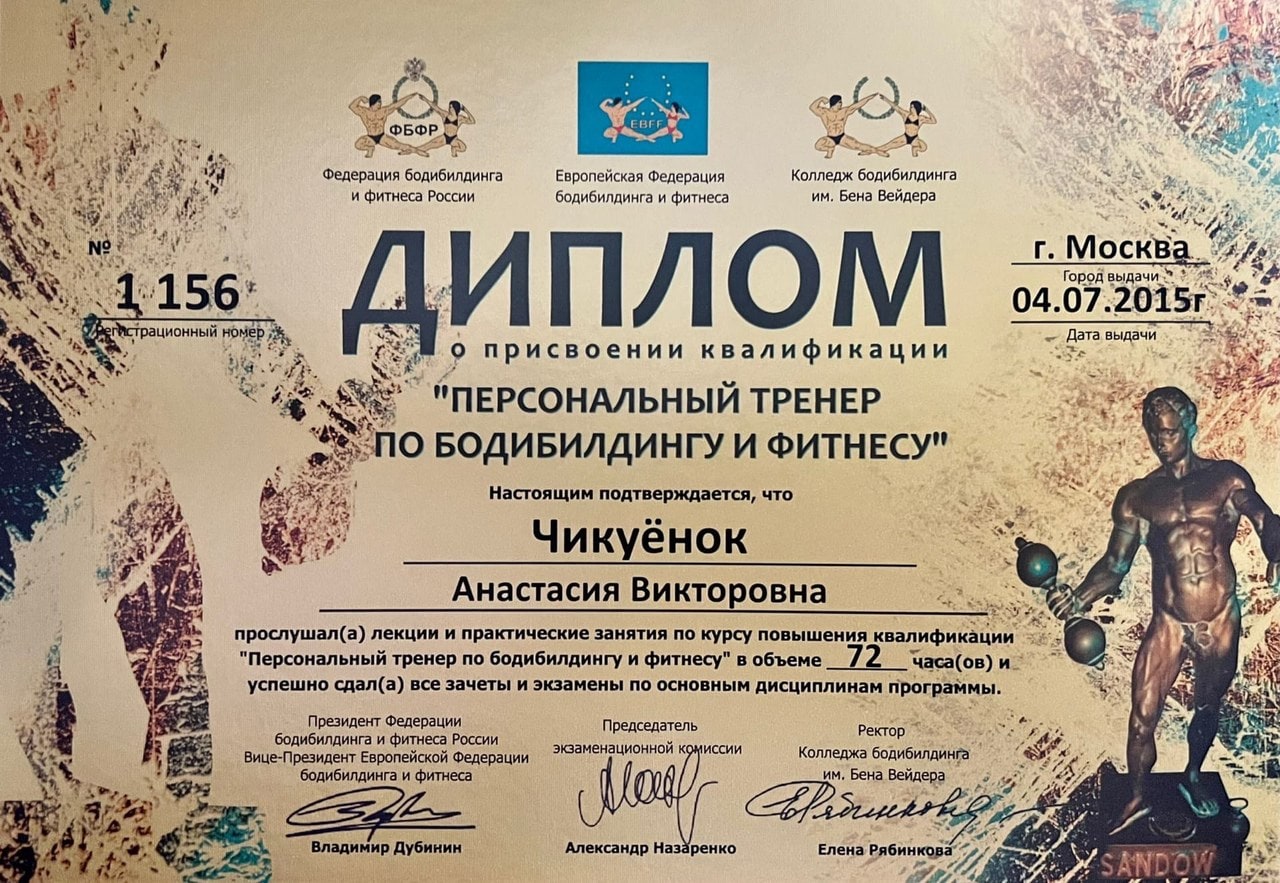 ФБФР
EBFF
Федерация бодибилдинга
и фитнеса России
Европейская Федерация
бодибилдинга и фитнеса
Колледж бодибилдинга
им. Бена Вейдера
№
1 156
Регистрационный номер
ДИПЛОМ
о присвоении квалификации
г. Москва
Город выдачи
04.07.2015г
Дата выдачи
"ПЕРСОНАЛЬНЫЙ ТРЕНЕР
ПО БОДИБИЛДИНГУ И ФИТНЕСУ"
Настоящим подтверждается, что
Чикуёнок
Анастасия Викторовна
прослушал(а) лекции и практические занятия по курсу повышения квалификации
"Персональный тренер по бодибилдингу и фитнесу" в объеме 72 часа(ов) и
успешно сдал(а) все зачеты и экзамены по основным дисциплинам программы.
Президент Федерации
бодибилдинга и фитнеса России
Вице-Президент Европейской Федерации
бодибилдинга и фитнеса
Владимир Дубинин
Председатель
экзаменационной комиссии
Александр Назаренко
Ректор
Колледжа бодибилдинга
им. Бена Вейдера
Елена Рябинкова
SANDOW